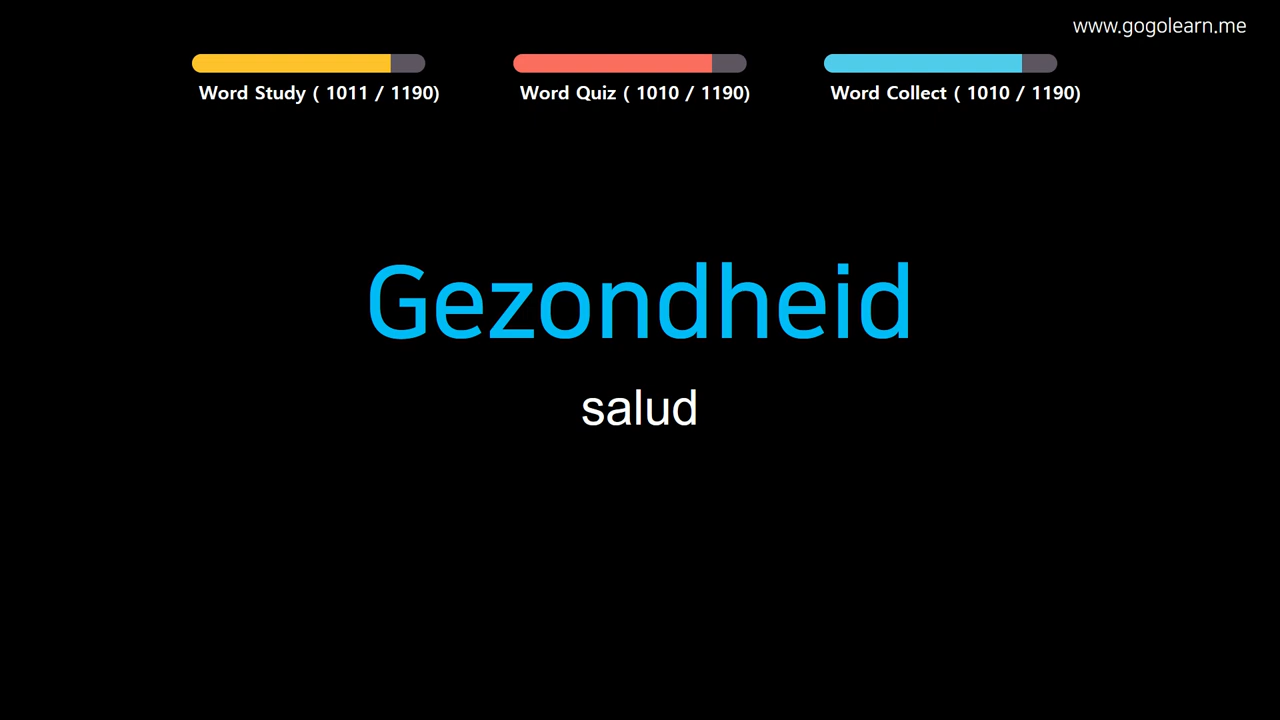 www.gogolearn.me
Word Study ( 1011 / 1190)
Word Quiz ( 1010 / 1190)
Word Collect ( 1010 / 1190)
Gezondheid
salud